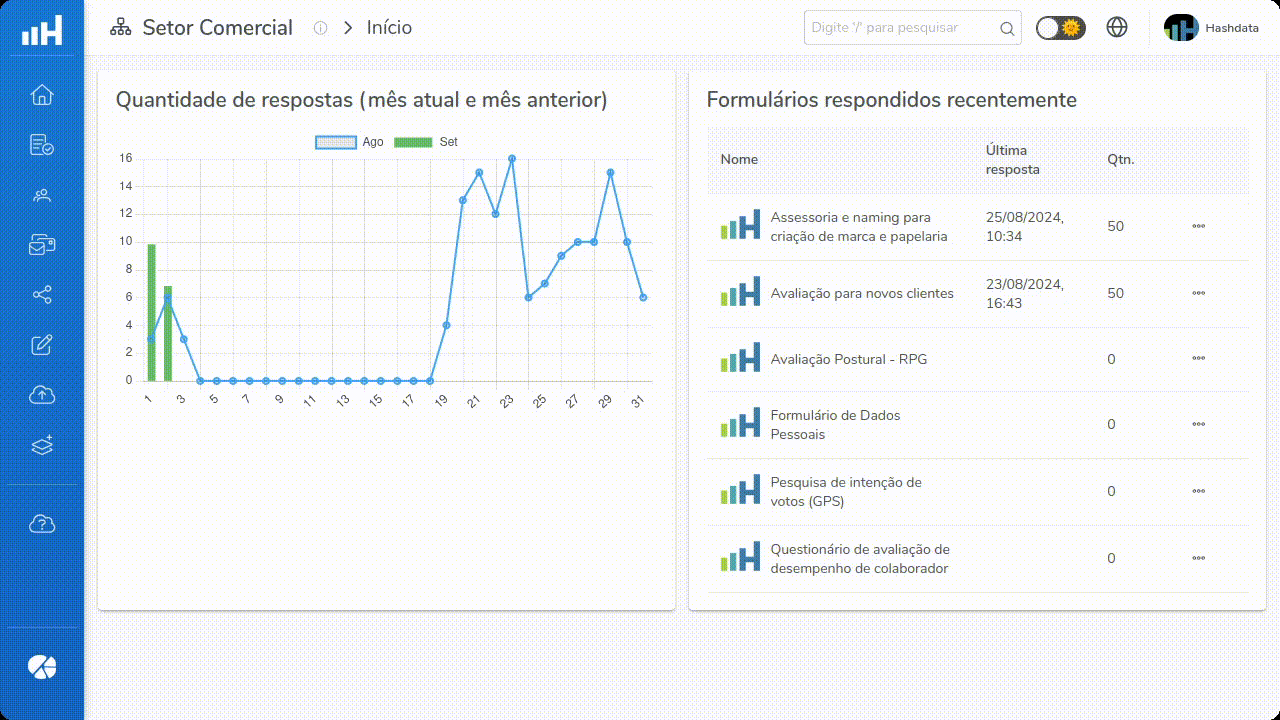 Setor Comercial
Início
Digite '/' para pesquisar
Hashdata
Quantidade de respostas (mês atual e mês anterior)
Ago
Set
16
14
12
10
8
6
4
2
0
1
3
5
7
9
11
13
15
17
19
21
23
25
27
29
31
Formulários respondidos recentemente
Nome
Última
resposta
Qtn.
Assessoria e naming para
criação de marca e papelaria
25/08/2024,
10:34
50
Avaliação para novos clientes
23/08/2024,
16:43
50
Avaliação Postural - RPG
0
Formulário de Dados
Pessoais
0
Pesquisa de intenção de
votos (GPS)
0
Questionário de avaliação de
desempenho de colaborador
0